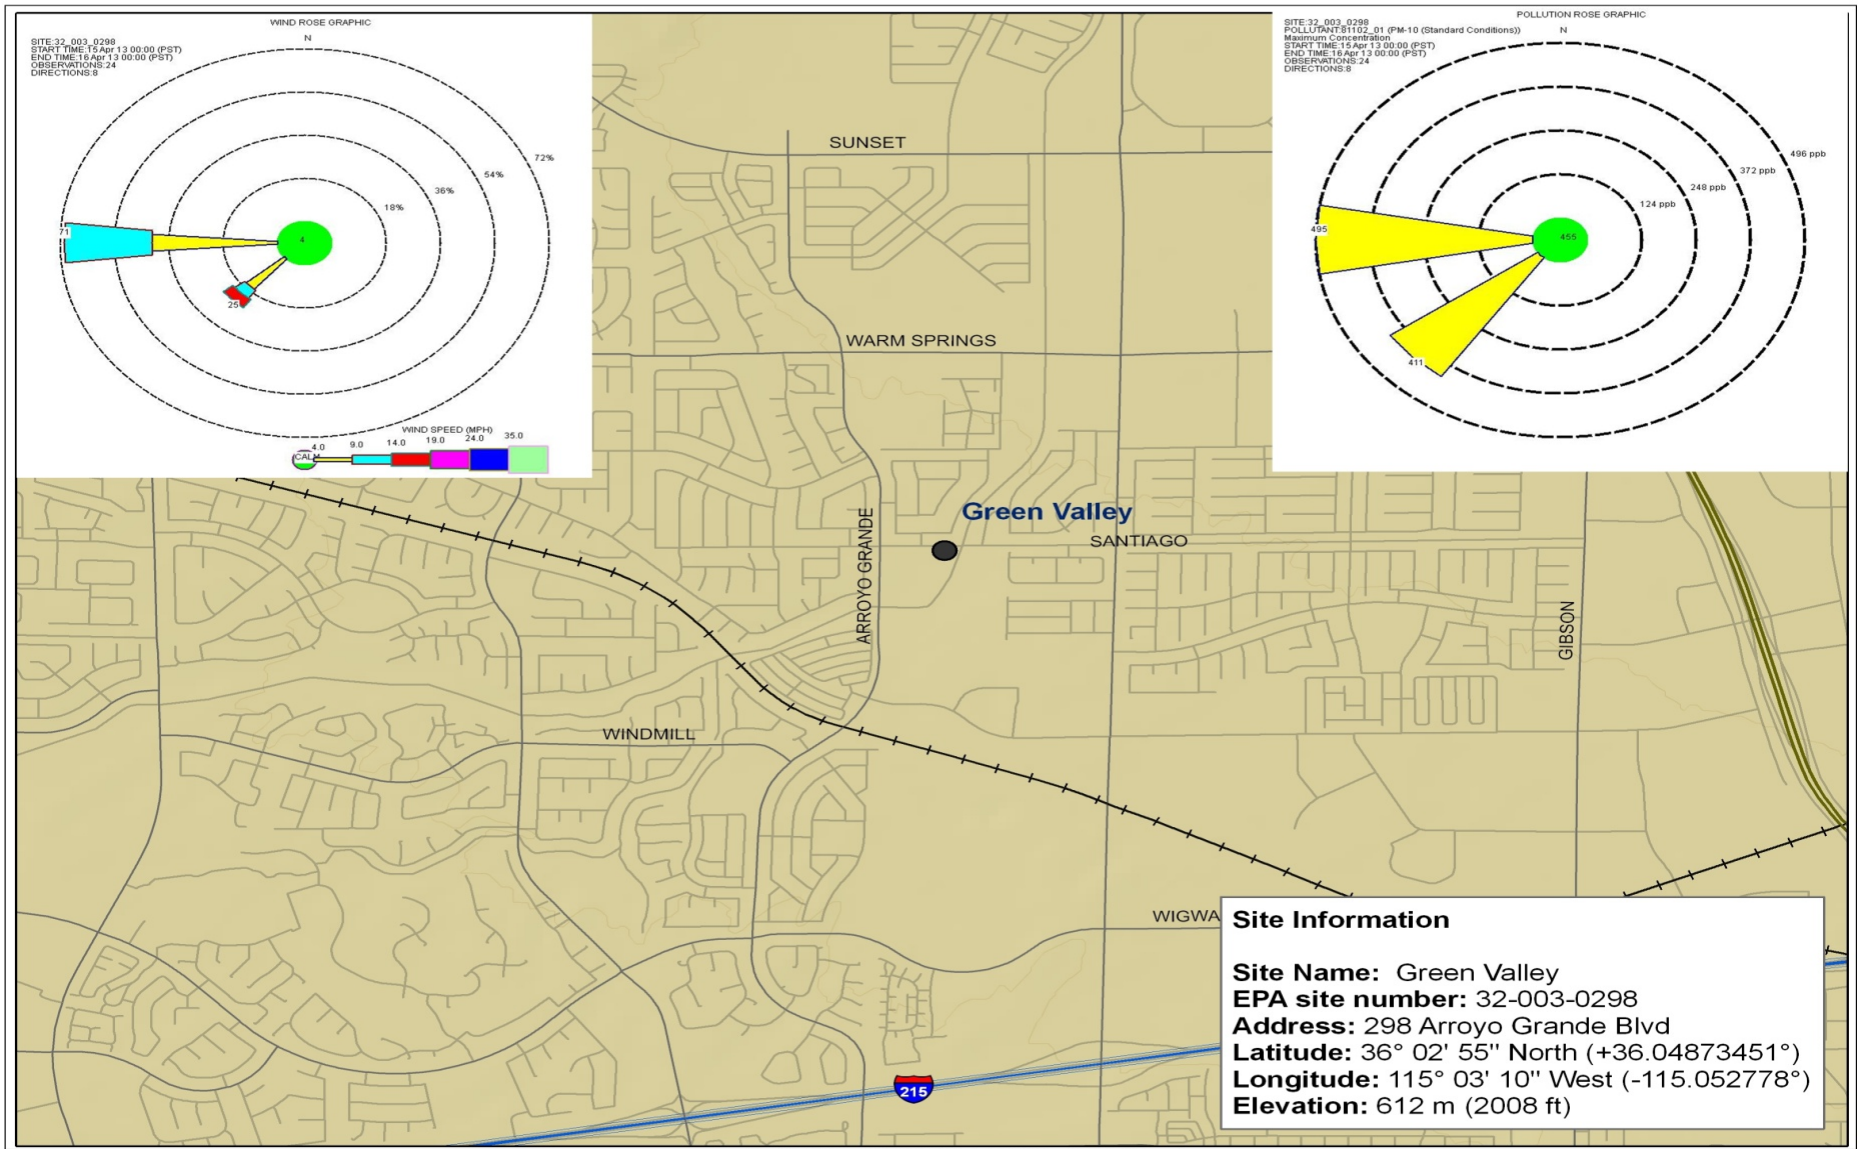 WIND ROSE GRAPHIC
SITE:32_003_0298
START TIME:15 Apr 13 00:00 (PST)
END TIME:16 Apr 13 00:00 (PST)
OBSERVATIONS:24
DIRECTIONS:8
N
72%
54%
36%
18%
71
4
25
WIND SPEED (MPH)
CALM
4.0
9.0
14.0
19.0
24.0
35.0
POLLUTION ROSE GRAPHIC
SITE:32_003_0298
POLLUTANT:81102_01 (PM-10 (Standard Conditions))
Maximum Concentration
START TIME:15 Apr 13 00:00 (PST)
END TIME:16 Apr 13 00:00 (PST)
OBSERVATIONS:24
DIRECTIONS:8
N
496 ppb
372 ppb
248 ppb
124 ppb
495
455
411
SUNSET
WARM SPRINGS
Green Valley
SANTIAGO
ARROYO GRANDE
GIBSON
WINDMILL
WIGWA
215
Site Information
Site Name: Green Valley
EPA site number: 32-003-0298
Address: 298 Arroyo Grande Blvd
Latitude: 36° 02' 55" North (+36.04873451°)
Longitude: 115° 03' 10" West (-115.052778°)
Elevation: 612 m (2008 ft)